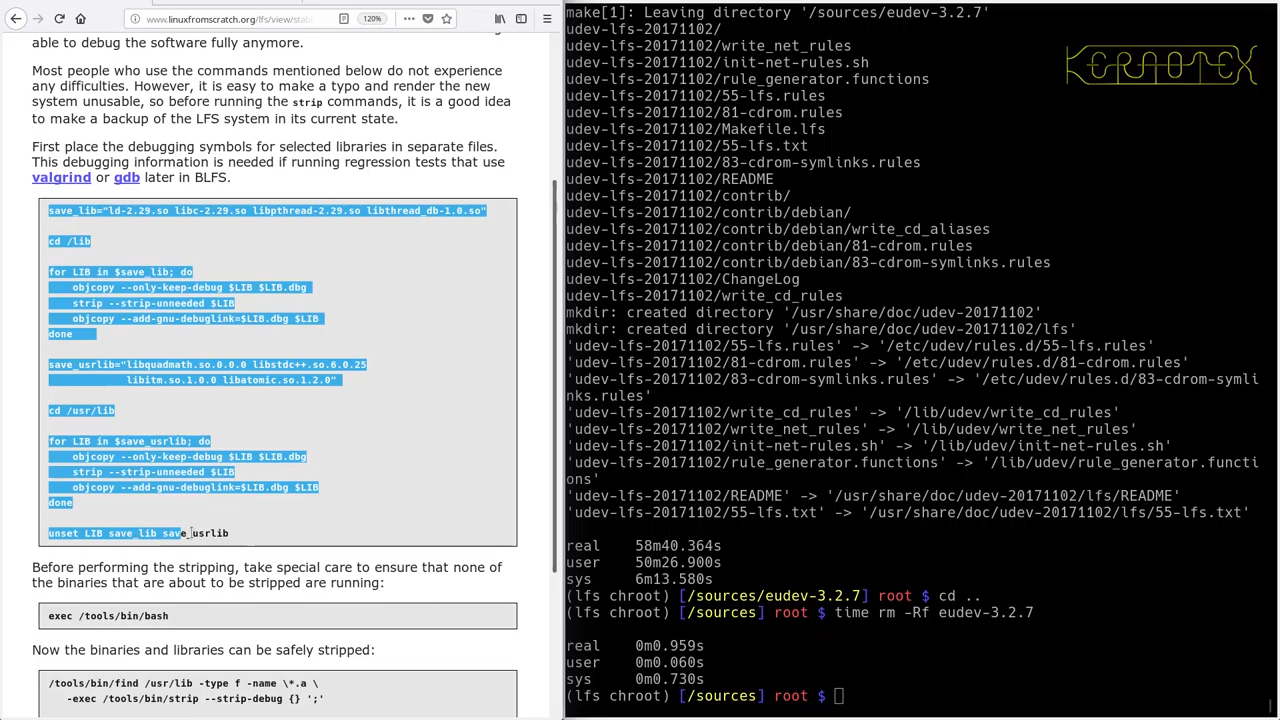 www.linuxfromscratch.org/lfs/view/stab
120%
able to debug the software fully anymore.
Most people who use the commands mentioned below do not experience
any difficulties. However, it is easy to make a typo and render the new
system unusable, so before running the strip commands, it is a good idea
to make a backup of the LFS system in its current state.
First place the debugging symbols for selected libraries in separate files.
This debugging information is needed if running regression tests that use
valgrind or gdb later in BLFS.
save_lib="ld-2.29.so libc-2.29.so libpthread-2.29.so libthread_db-1.0.so"
cd /lib
for LIB in $save_lib; do
    objcopy --only-keep-debug $LIB $LIB.dbg
    strip --strip-unneeded $LIB
    objcopy --add-gnu-debuglink=$LIB.dbg $LIB
done
save_usrlib="libquadmath.so.0.0.0 libstdc++.so.6.0.25
             libitm.so.1.0.0 libatomic.so.1.2.0"
cd /usr/lib
for LIB in $save_usrlib; do
    objcopy --only-keep-debug $LIB $LIB.dbg
    strip --strip-unneeded $LIB
    objcopy --add-gnu-debuglink=$LIB.dbg $LIB
done
unset LIB save_lib save_usrlib
Before performing the stripping, take special care to ensure that none of
the binaries that are about to be stripped are running:
exec /tools/bin/bash
Now the binaries and libraries can be safely stripped:
/tools/bin/find /usr/lib -type f -name \*.a \
   -exec /tools/bin/strip --strip-debug {} ';'
make[1]: Leaving directory '/sources/eudev-3.2.7'
udev-lfs-20171102/
udev-lfs-20171102/write_net_rules
udev-lfs-20171102/init-net-rules.sh
udev-lfs-20171102/rule_generator.functions
udev-lfs-20171102/55-lfs.rules
udev-lfs-20171102/81-cdrom.rules
udev-lfs-20171102/Makefile.lfs
udev-lfs-20171102/55-lfs.txt
udev-lfs-20171102/83-cdrom-symlinks.rules
udev-lfs-20171102/README
udev-lfs-20171102/contrib/
udev-lfs-20171102/contrib/debian/
udev-lfs-20171102/contrib/debian/write_cd_aliases
udev-lfs-20171102/contrib/debian/81-cdrom.rules
udev-lfs-20171102/contrib/debian/83-cdrom-symlinks.rules
udev-lfs-20171102/ChangeLog
udev-lfs-20171102/write_cd_rules
mkdir: created directory '/usr/share/doc/udev-20171102'
mkdir: created directory '/usr/share/doc/udev-20171102/lfs'
'udev-lfs-20171102/55-lfs.rules' -> '/etc/udev/rules.d/55-lfs.rules'
'udev-lfs-20171102/81-cdrom.rules' -> '/etc/udev/rules.d/81-cdrom.rules'
'udev-lfs-20171102/83-cdrom-symlinks.rules' -> '/etc/udev/rules.d/83-cdrom-symli
nks.rules'
'udev-lfs-20171102/write_cd_rules' -> '/lib/udev/write_cd_rules'
'udev-lfs-20171102/write_net_rules' -> '/lib/udev/write_net_rules'
'udev-lfs-20171102/init-net-rules.sh' -> '/lib/udev/init-net-rules.sh'
'udev-lfs-20171102/rule_generator.functions' -> '/lib/udev/rule_generator.functi
ons'
'udev-lfs-20171102/README' -> '/usr/share/doc/udev-20171102/lfs/README'
'udev-lfs-20171102/55-lfs.txt' -> '/usr/share/doc/udev-20171102/lfs/55-lfs.txt'
real    58m40.364s
user    50m26.900s
sys     6m13.580s
(lfs chroot) [/sources/eudev-3.2.7] root $ cd ..
(lfs chroot) [/sources] root $ time rm -Rf eudev-3.2.7
real    0m0.959s
user    0m0.060s
sys     0m0.730s
(lfs chroot) [/sources] root $